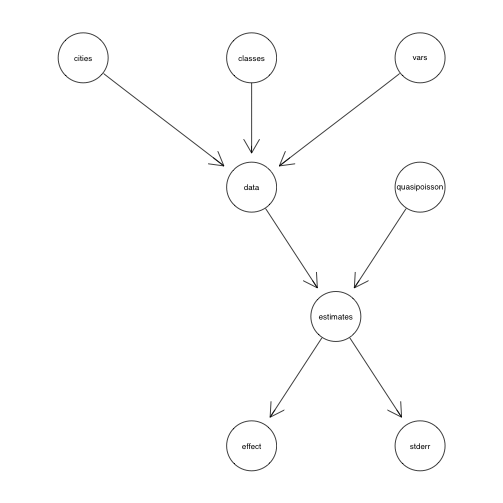 cities
classes
vars
data
quasipoisson
estimates
effect
stderr